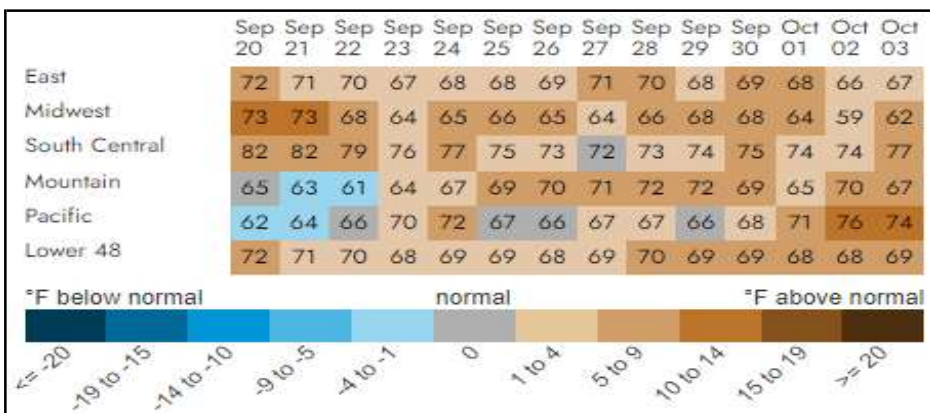 Sep Sep Sep Sep Sep Sep Sep Sep Sep Sep Sep Oct Oct Oct
20 21 22 23 24 25 26 27 28 29 30 01 02 03
East 72 71 70 67 68 68 69 71 70 68 69 68 66 67
Midwest 73 73 68 64 65 66 65 64 66 68 68 64 59 62
South Central 82 82 79 76 77 75 73 72 73 74 75 74 74 77
Mountain 65 63 61 64 67 69 70 71 72 72 69 65 70 67
Pacific 62 64 66 70 72 67 66 67 67 66 68 71 76 74
Lower 48 72 71 70 68 69 69 68 69 70 69 69 68 68 69
°F below normal normal °F above normal
<= -20 -19 to -15 -14 to -10 -9 to -5 -4 to -1 0 1 to 4 5 to 9 10 to 14 15 to 19 >= 20